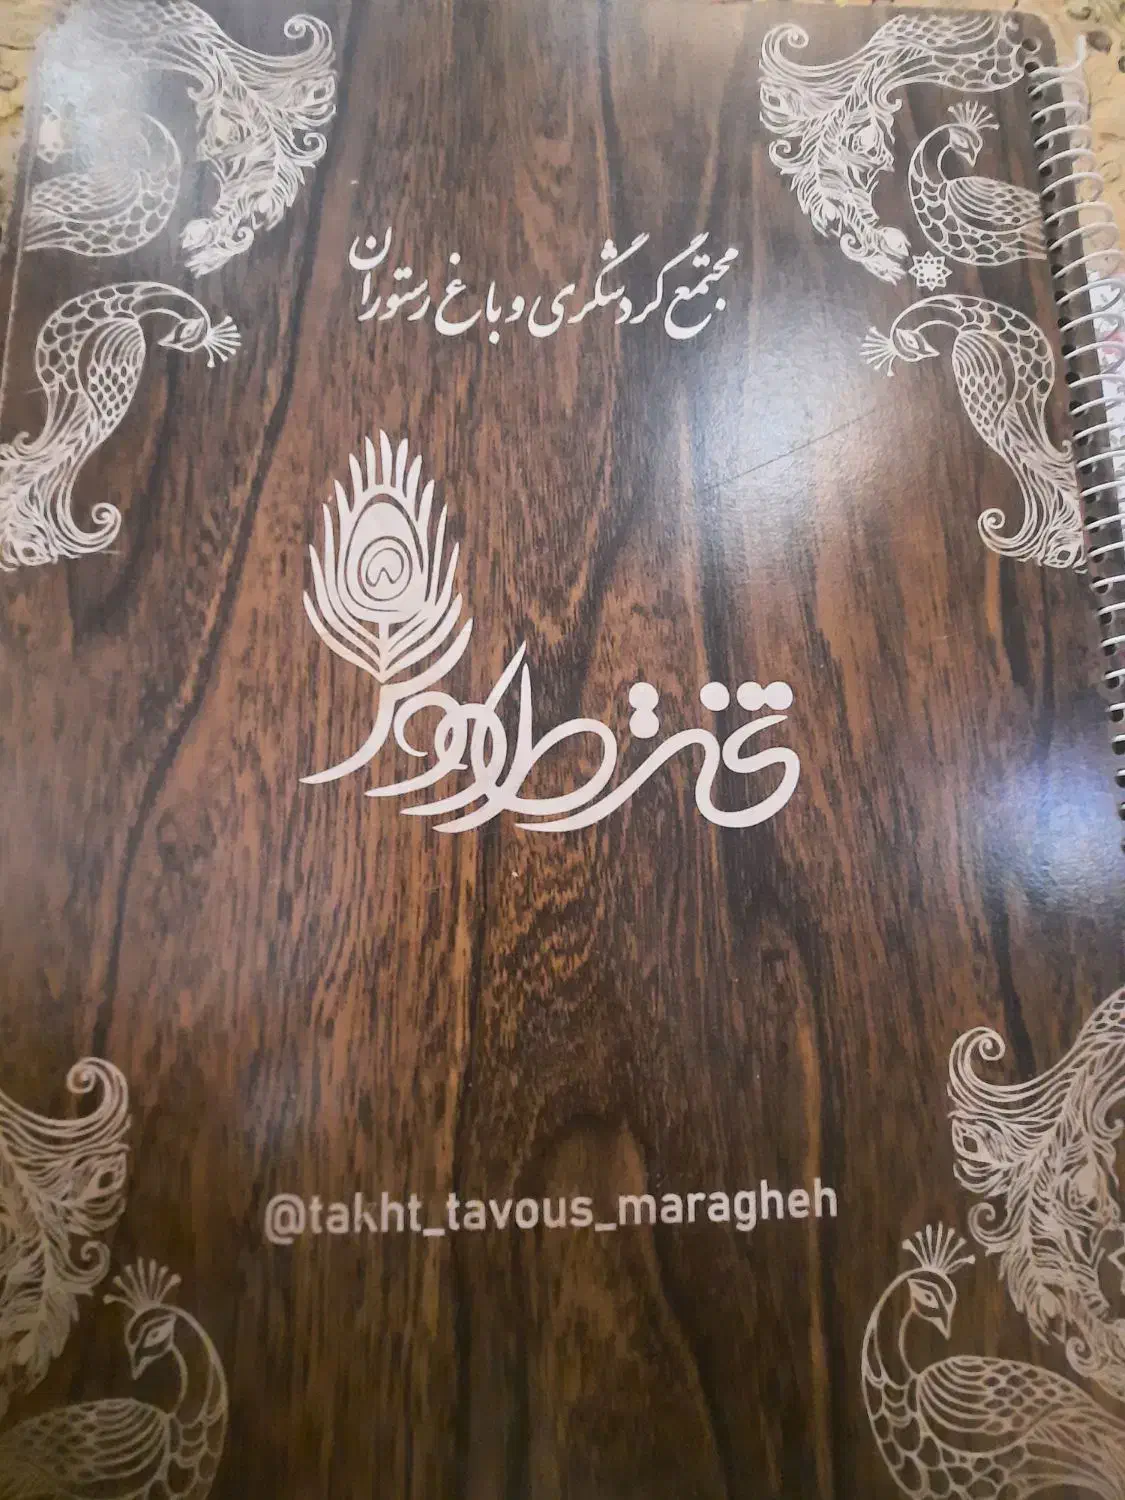 مجتمع گردشگری و باغ رستوران
تخت طاووس
@takht_tavous_maragheh